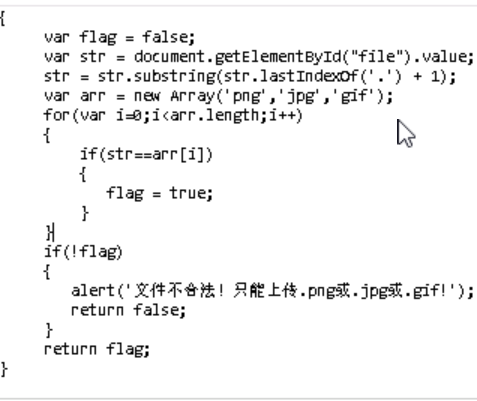 {
var flag = false;
var str = document.getElementById("file").value;
str = str.substring(str.lastIndexOf('.') + 1);
var arr = new Array('png','jpg','gif');
for(var i=0;i<arr.length;i++)
{
if(str==arr[i])
{
flag = true;
}
}
if(!flag)
{
alert('文件不合法！只能上传.png或.jpg或.gif!');
return false;
}
return flag;
}